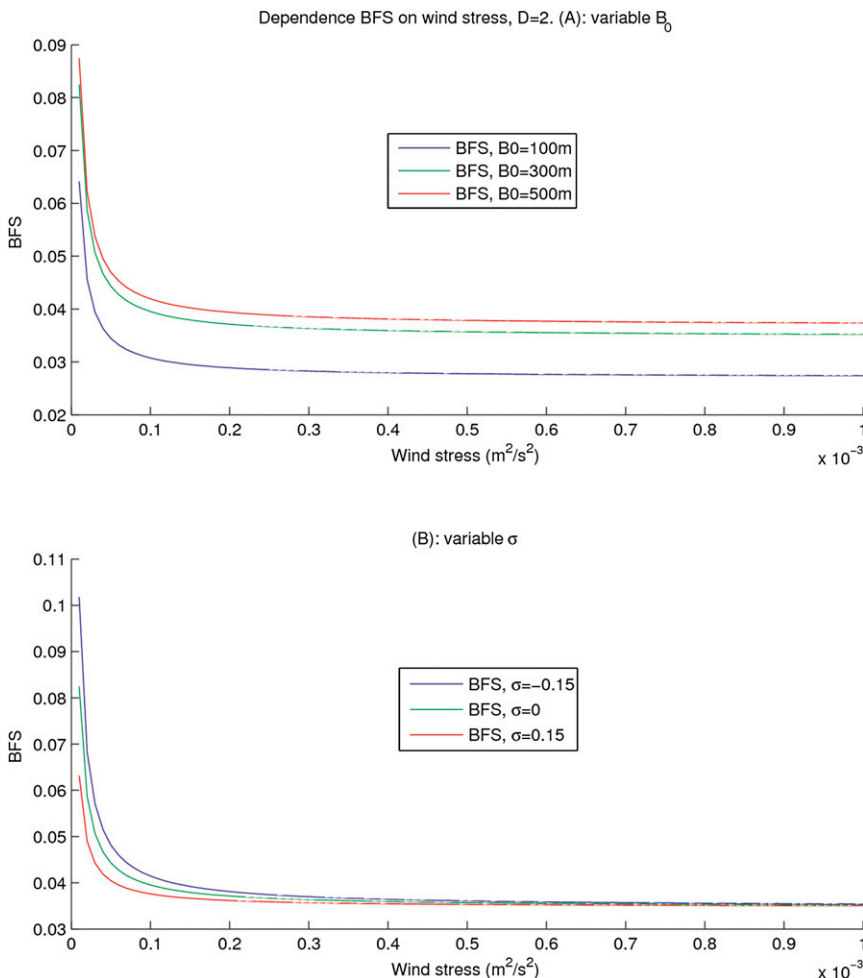 Dependence BFS on wind stress, D=2. (A): variable B₀
0.09
0.08
0.07
0.06
0.05
0.04
0.03
0.02
BFS
BFS, B0=100m
BFS, B0=300m
BFS, B0=500m
0 0.1 0.2 0.3 0.4 0.5 0.6 0.7 0.8 0.9 1
Wind stress (m²/s²)
x 10⁻³
(B): variable σ
0.11
0.1
0.09
0.08
0.07
0.06
0.05
0.04
0.03
BFS
BFS, σ=−0.15
BFS, σ=0
BFS, σ=0.15
0 0.1 0.2 0.3 0.4 0.5 0.6 0.7 0.8 0.9 1
Wind stress (m²/s²)
x 10⁻³